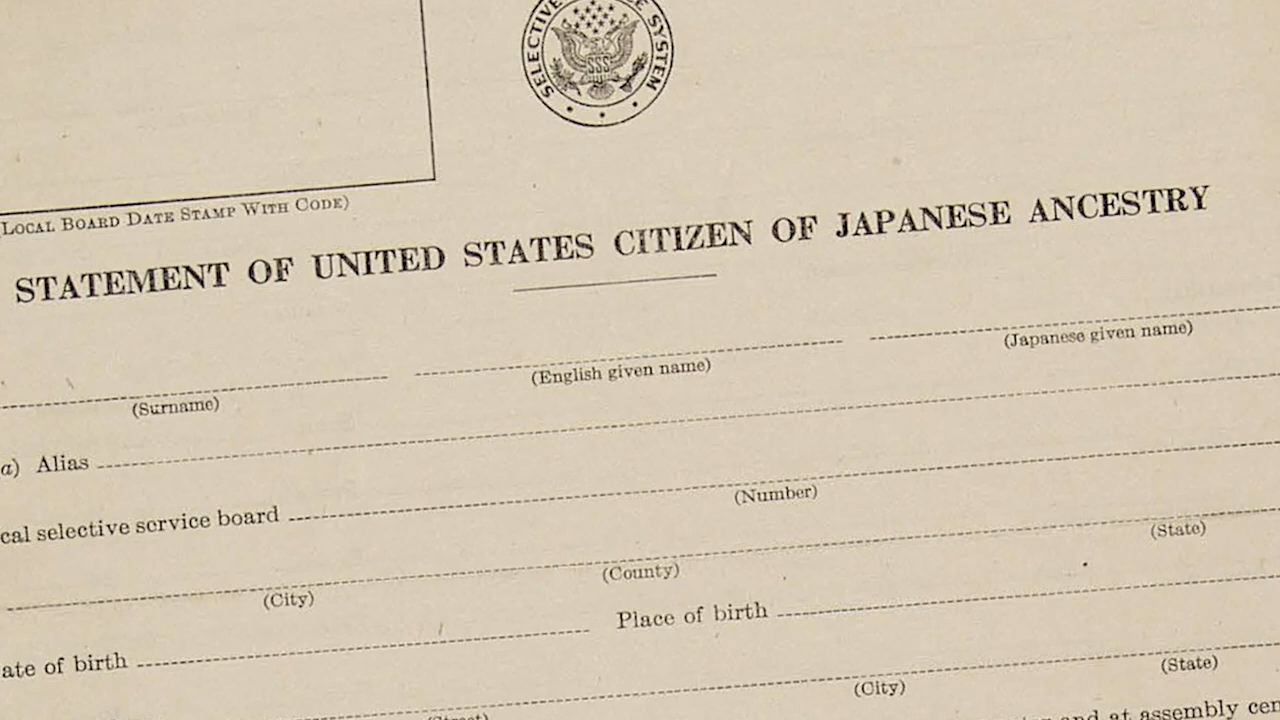 SELECTIVE SYSTEM
SSS
(LOCAL BOARD DATE STAMP WITH CODE)
STATEMENT OF UNITED STATES CITIZEN OF JAPANESE ANCESTRY
(Surname) (English given name) (Japanese given name)
a) Alias
cal selective service board
(Number)
(City) (County) (State)
ate of birth Place of birth
(City) (State)
and at assembly cen